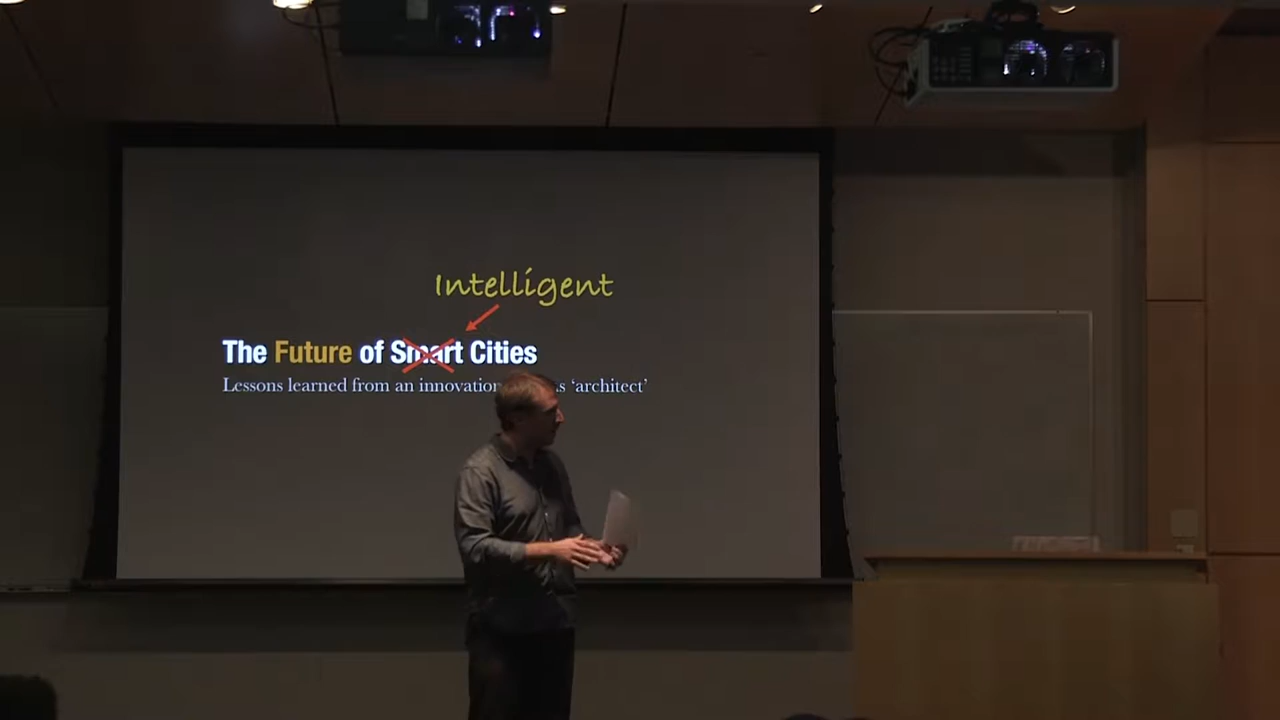 Intelligent
The Future of Smart Cities
Lessons learned from an innovation ‘architect’